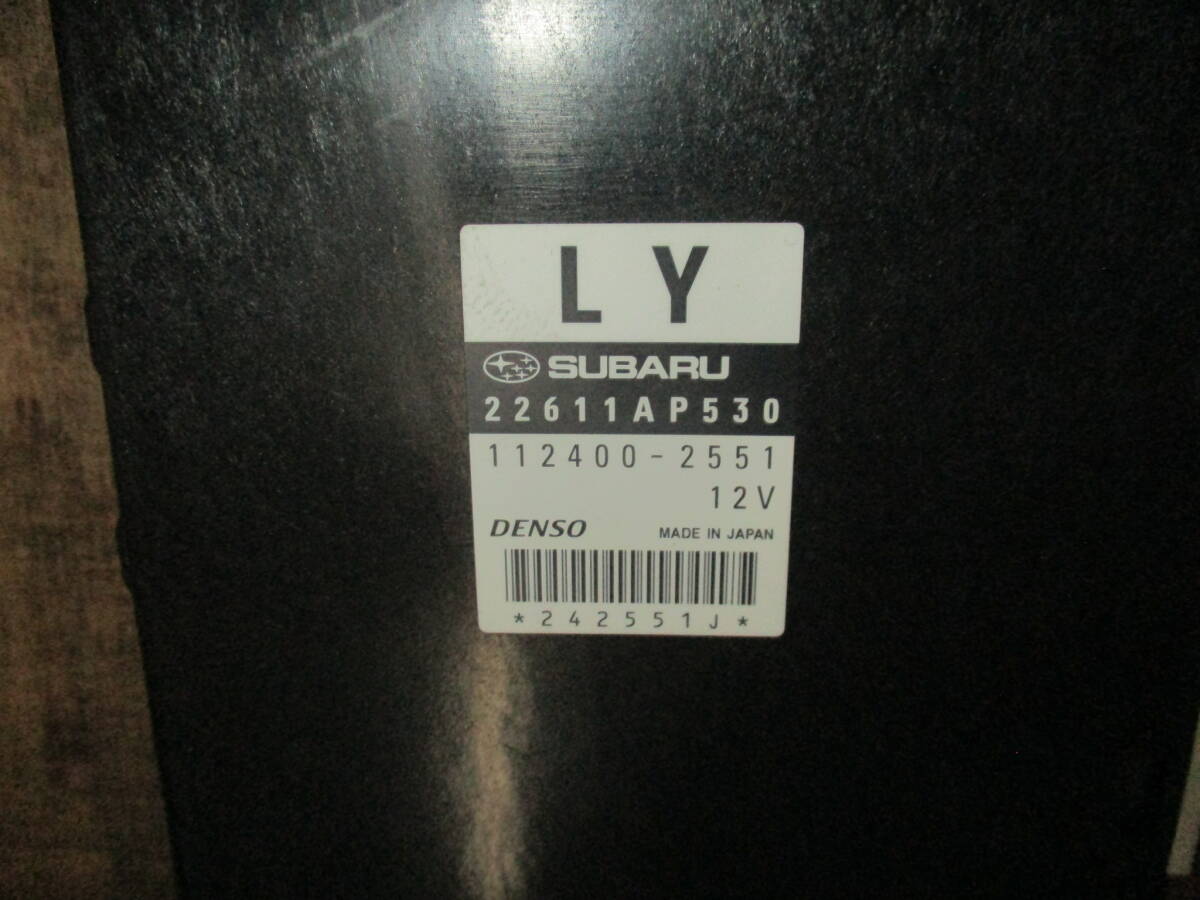 LY
SUBARU
22611AP530
112400-2551
12V
DENSO MADE IN JAPAN
*242551J*